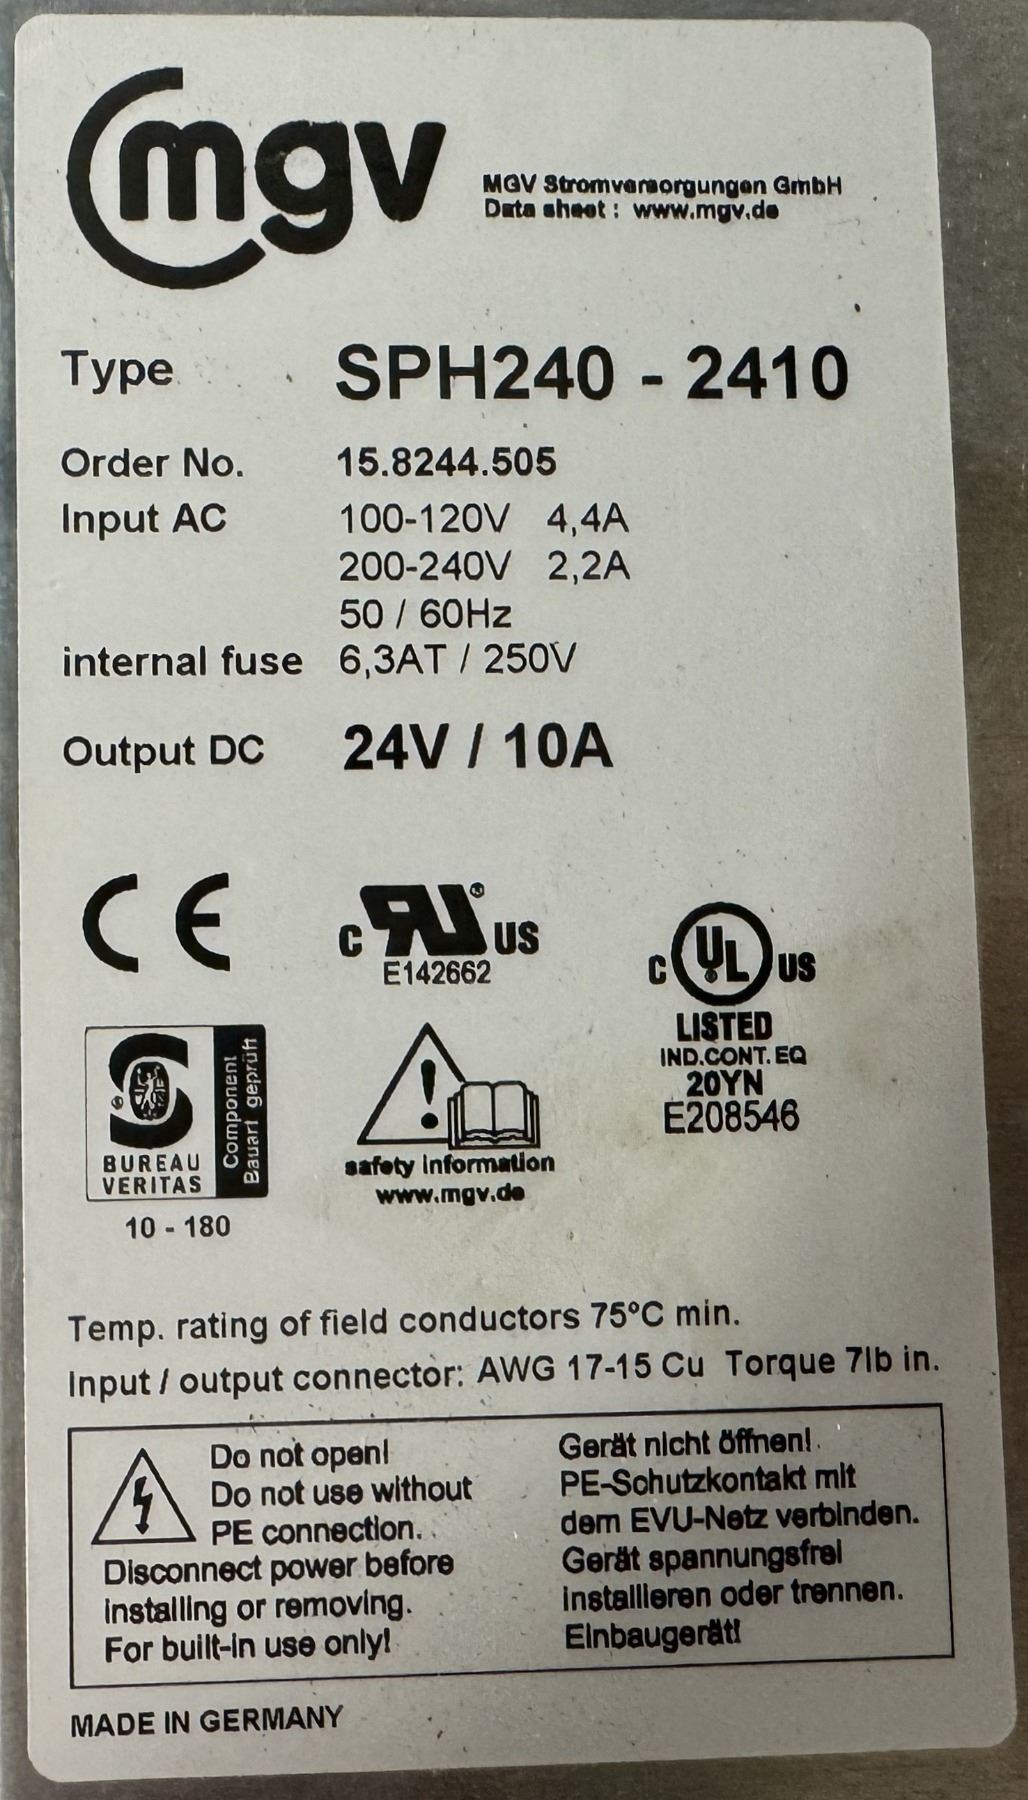 mgv
MGV Stromversorgungen GmbH
Data sheet : www.mgv.de
Type SPH240 - 2410
Order No. 15.8244.505
Input AC 100-120V 4,4A
200-240V 2,2A
50 / 60Hz
internal fuse 6,3AT / 250V
Output DC 24V / 10A
CE
c RU ® US
E142662
c UL ® US
LISTED
IND.CONT. EQ
20YN
E208546
BUREAU
VERITAS
®
Component
Bauart geprüft
10 - 180
safety information
www.mgv.de
Temp. rating of field conductors 75°C min.
Input / output connector: AWG 17-15 Cu Torque 7lb in.
Do not open!
Do not use without
PE connection.
Disconnect power before
installing or removing.
For built-in use only!
Gerät nicht öffnen!
PE-Schutzkontakt mit
dem EVU-Netz verbinden.
Gerät spannungsfrei
installieren oder trennen.
Einbaugerät!
MADE IN GERMANY